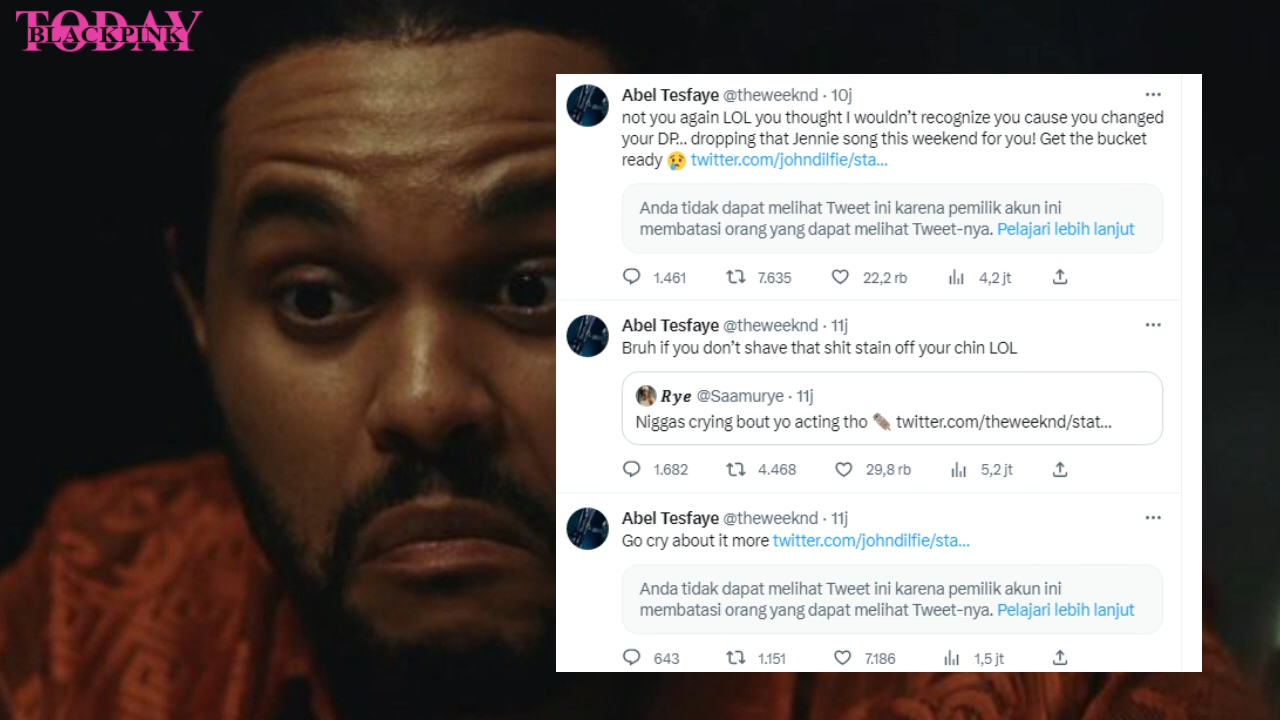 TODAY
BLACKPINK
Abel Tesfaye @theweeknd · 10j
not you again LOL you thought I wouldn't recognize you cause you changed
your DP... dropping that Jennie song this weekend for you! Get the bucket
ready 😢 twitter.com/johndilfie/sta...
Anda tidak dapat melihat Tweet ini karena pemilik akun ini
membatasi orang yang dapat melihat Tweet-nya. Pelajari lebih lanjut
1.461 7.635 22,2 rb 4,2 jt
Abel Tesfaye @theweeknd · 11j
Bruh if you don't shave that shit stain off your chin LOL
Rye @Saamurye · 11j
Niggas crying bout yo acting tho 🪤 twitter.com/theweeknd/stat...
1.682 4.468 29,8 rb 5,2 jt
Abel Tesfaye @theweeknd · 11j
Go cry about it more twitter.com/johndilfie/sta...
Anda tidak dapat melihat Tweet ini karena pemilik akun ini
membatasi orang yang dapat melihat Tweet-nya. Pelajari lebih lanjut
643 1.151 7.186 1,5 jt